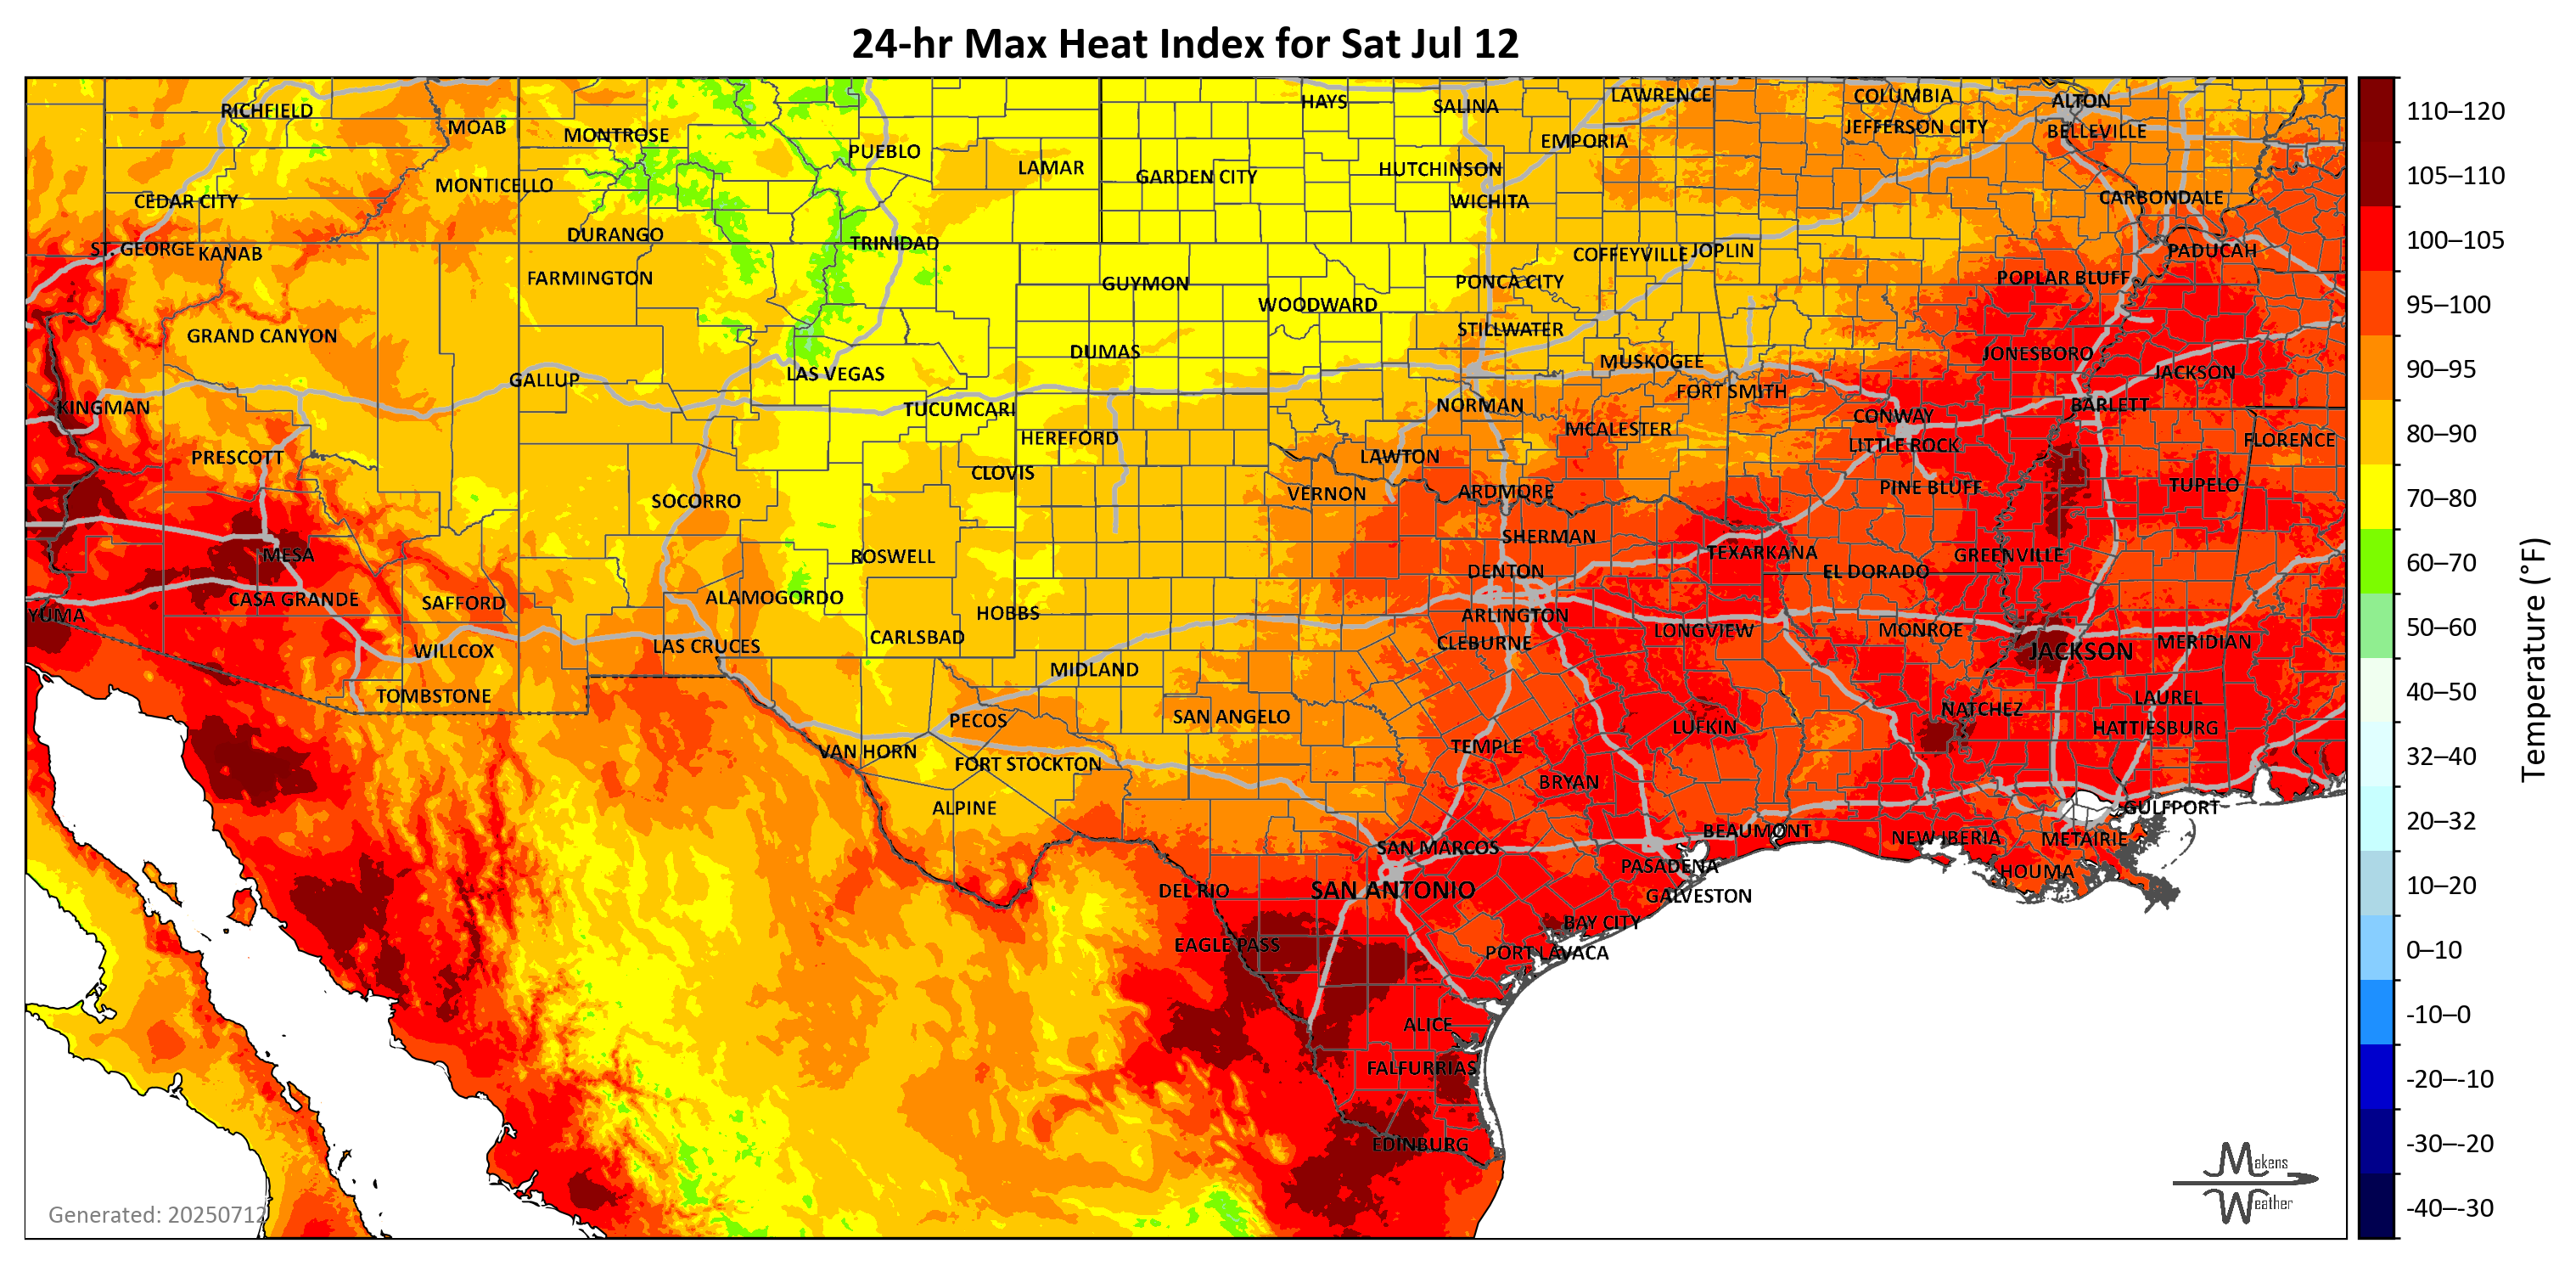 24-hr Max Heat Index for Sat Jul 12
RICHFIELD
MOAB
MONTROSE
PUEBLO
LAMAR
HAYS
SALINA
LAWRENCE
COLUMBIA
ALTON
GARDEN CITY
HUTCHINSON
EMPORIA
JEFFERSON CITY
BELLEVILLE
CEDAR CITY
MONTICELLO
WICHITA
CARBONDALE
ST. GEORGE
KANAB
DURANGO
TRINIDAD
COFFEYVILLE
JOPLIN
PADUCAH
FARMINGTON
GUYMON
WOODWARD
PONCA CITY
POPLAR BLUFF
GRAND CANYON
DUMAS
STILLWATER
MUSKOGEE
JONESBORO
GALLUP
LAS VEGAS
FORT SMITH
JACKSON
KINGMAN
TUCUMCARI
NORMAN
CONWAY
BARLETT
PRESCOTT
HEREFORD
LAWTON
MCALESTER
LITTLE ROCK
FLORENCE
SOCORRO
CLOVIS
VERNON
ARDMORE
PINE BLUFF
TUPELO
MESA
ROSWELL
SHERMAN
TEXARKANA
GREENVILLE
YUMA
CASA GRANDE
SAFFORD
ALAMOGORDO
HOBBS
DENTON
ARLINGTON
EL DORADO
WILLCOX
LAS CRUCES
CARLSBAD
CLEBURNE
LONGVIEW
MONROE
JACKSON
MERIDIAN
TOMBSTONE
MIDLAND
PECOS
SAN ANGELO
LUFKIN
NATCHEZ
LAUREL
HATTIESBURG
VAN HORN
FORT STOCKTON
TEMPLE
ALPINE
BRYAN
GULFPORT
SAN MARCOS
BEAUMONT
NEW IBERIA
METAIRIE
DEL RIO
SAN ANTONIO
PASADENA
HOUMA
GALVESTON
EAGLE PASS
BAY CITY
PORT LAVACA
ALICE
FALFURRIAS
EDINBURG
Generated: 20250712
Makens
Weather
110–120
105–110
100–105
95–100
90–95
80–90
70–80
60–70
50–60
40–50
32–40
20–32
10–20
0–10
-10–0
-20–-10
-30–-20
-40–-30
Temperature (°F)